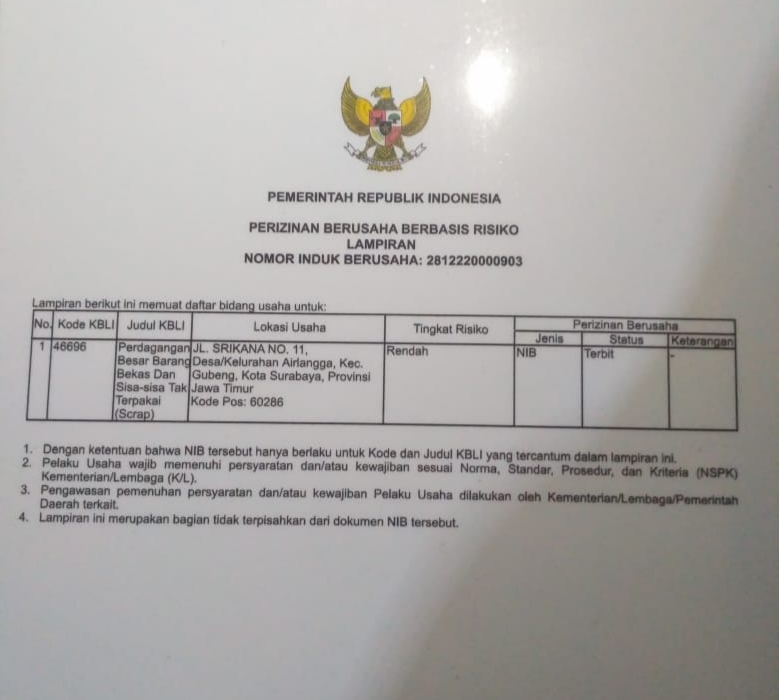 PEMERINTAH REPUBLIK INDONESIA
PERIZINAN BERUSAHA BERBASIS RISIKO
LAMPIRAN
NOMOR INDUK BERUSAHA: 2812220000903
Lampiran berikut ini memuat daftar bidang usaha untuk:
No. Kode KBLI Judul KBLI Lokasi Usaha Tingkat Risiko Perizinan Berusaha
Jenis Status Keterangan
1 46696 Perdagangan JL. SRIKANA NO. 11, Rendah NIB Terbit -
Besar Barang Desa/Kelurahan Airlangga, Kec.
Bekas Dan Gubeng, Kota Surabaya, Provinsi
Sisa-sisa Tak Jawa Timur
Terpakai Kode Pos: 60286
(Scrap)
1. Dengan ketentuan bahwa NIB tersebut hanya berlaku untuk Kode dan Judul KBLI yang tercantum dalam lampiran ini.
2. Pelaku Usaha wajib memenuhi persyaratan dan/atau kewajiban sesuai Norma, Standar, Prosedur, dan Kriteria (NSPK)
Kementerian/Lembaga (K/L).
3. Pengawasan pemenuhan persyaratan dan/atau kewajiban Pelaku Usaha dilakukan oleh Kementerian/Lembaga/Pemerintah
Daerah terkait.
4. Lampiran ini merupakan bagian tidak terpisahkan dari dokumen NIB tersebut.